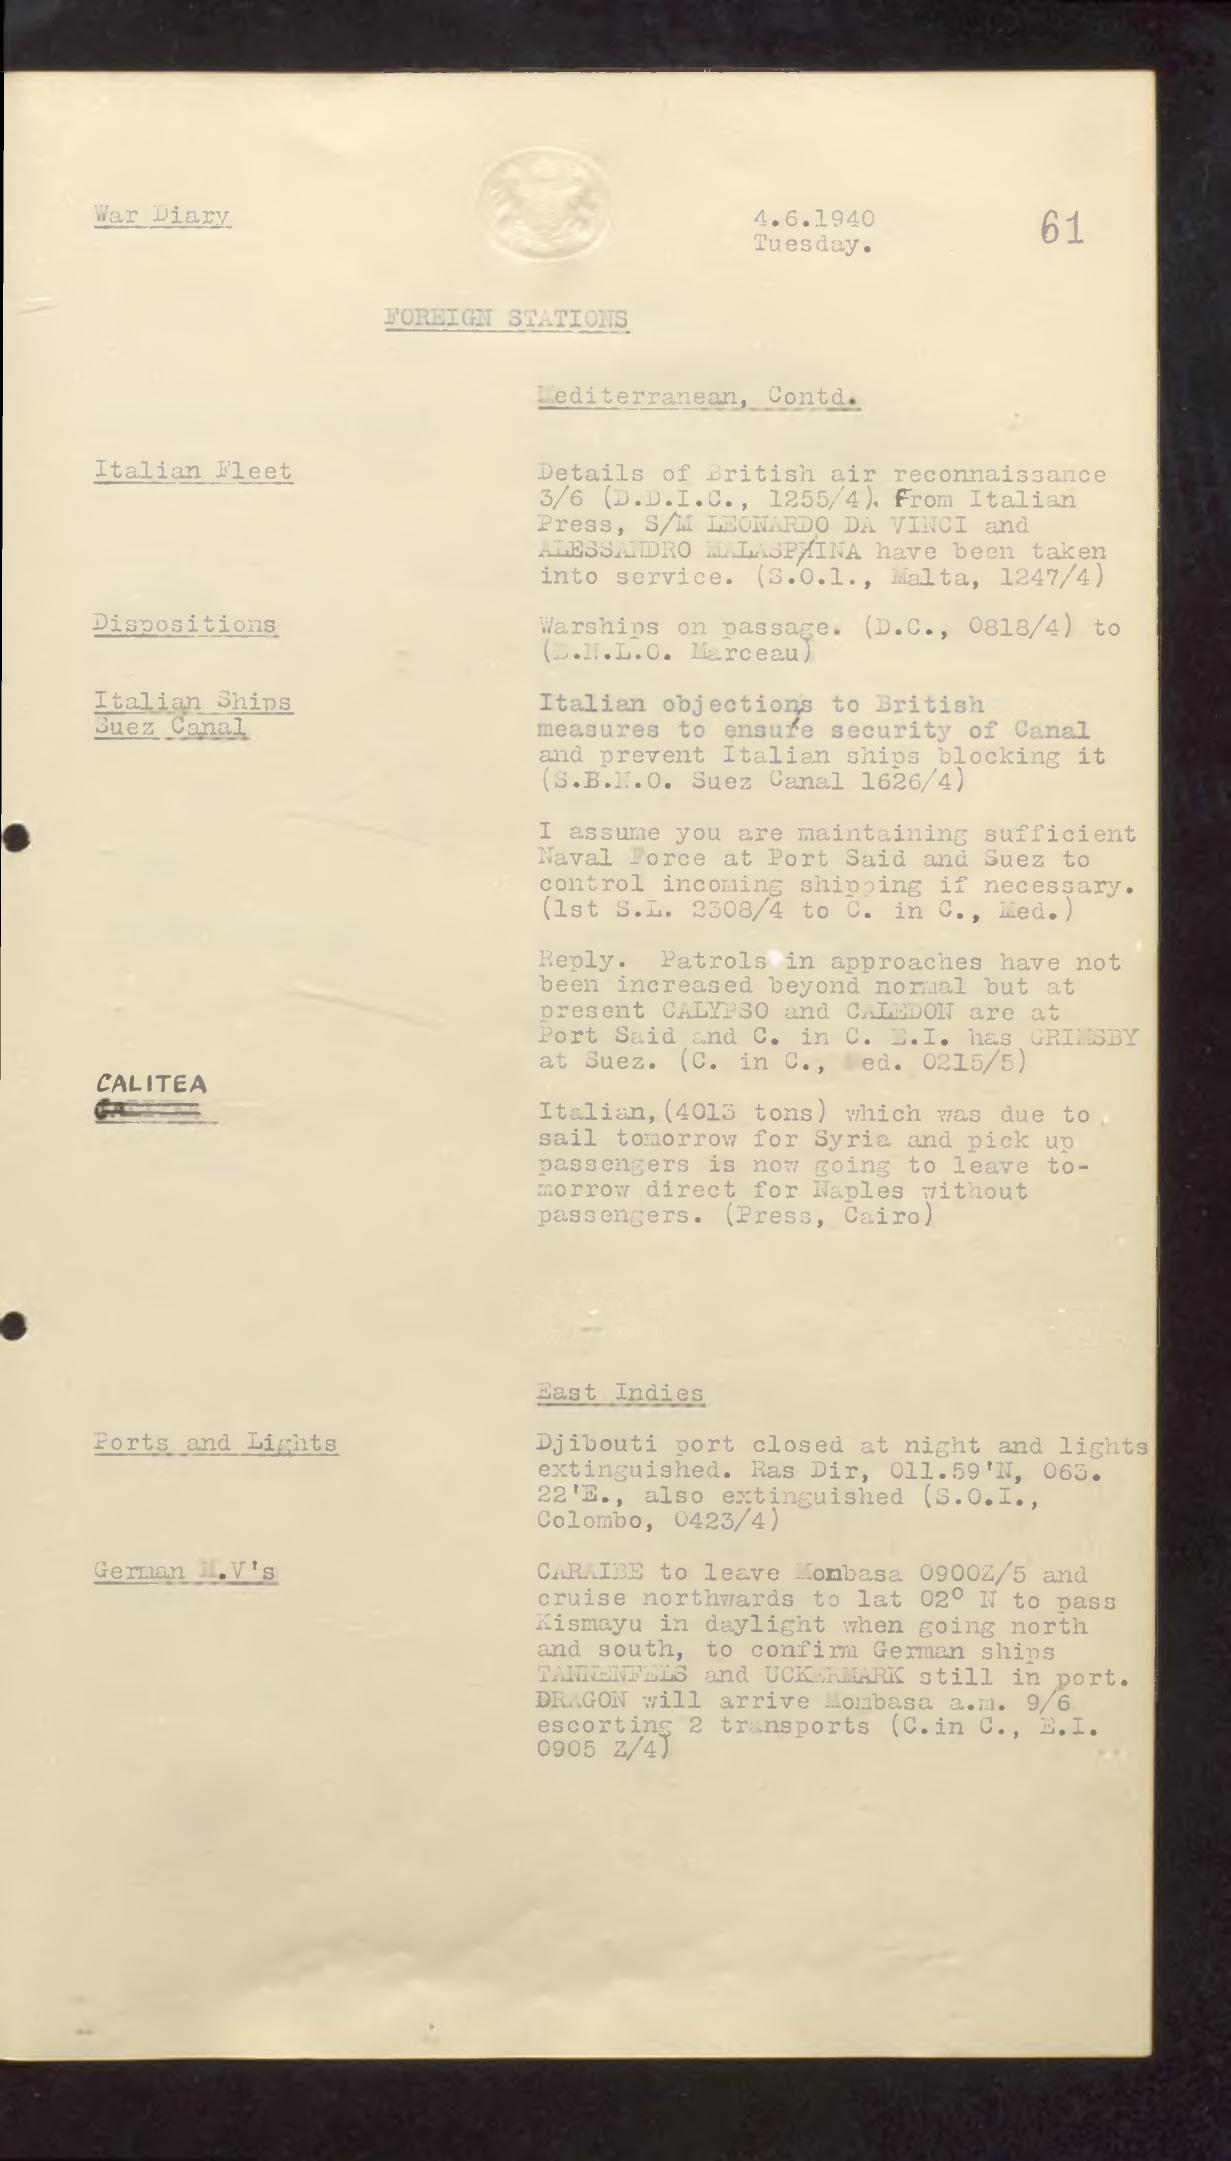 War Diary
4.6.1940
Tuesday.
61
FOREIGN STATIONS
Mediterranean, Contd.
Italian Fleet
Details of British air reconnaissance
3/6 (D.D.I.C., 1255/4). From Italian
Press, S/M LEONARDO DA VINCI and
ALESSANDRO MALASPINA have been taken
into service. (S.O.1., Malta, 1247/4)
Dispositions
Warships on passage. (D.C., 0818/4) to
(B.N.L.O. Marceau)
Italian Ships
Suez Canal
Italian objections to British
measures to ensure security of Canal
and prevent Italian ships blocking it
(S.B.N.O. Suez Canal 1626/4)
I assume you are maintaining sufficient
Naval Force at Port Said and Suez to
control incoming shipping if necessary.
(1st S.L. 2308/4 to C. in C., Med.)
Reply. Patrols in approaches have not
been increased beyond normal but at
present CALYPSO and CALEDON are at
Port Said and C. in C. E.I. has GRIMSBY
at Suez. (C. in C., Med. 0215/5)
CALITEA
Italian, (4013 tons) which was due to
sail tomorrow for Syria and pick up
passengers is now going to leave to-
morrow direct for Naples without
passengers. (Press, Cairo)
East Indies
Ports and Lights
Djibouti port closed at night and lights
extinguished. Ras Dir, 011.59'N, 063.
22'E., also extinguished (S.O.I.,
Colombo, 0423/4)
German M.V's
CARAIBE to leave Mombasa 0900Z/5 and
cruise northwards to lat 02° N to pass
Kismayu in daylight when going north
and south, to confirm German ships
TANNENFELS and UCKERMARK still in port.
DRAGON will arrive Mombasa a.m. 9/6
escorting 2 transports (C.in C., E.I.
0905 Z/4)